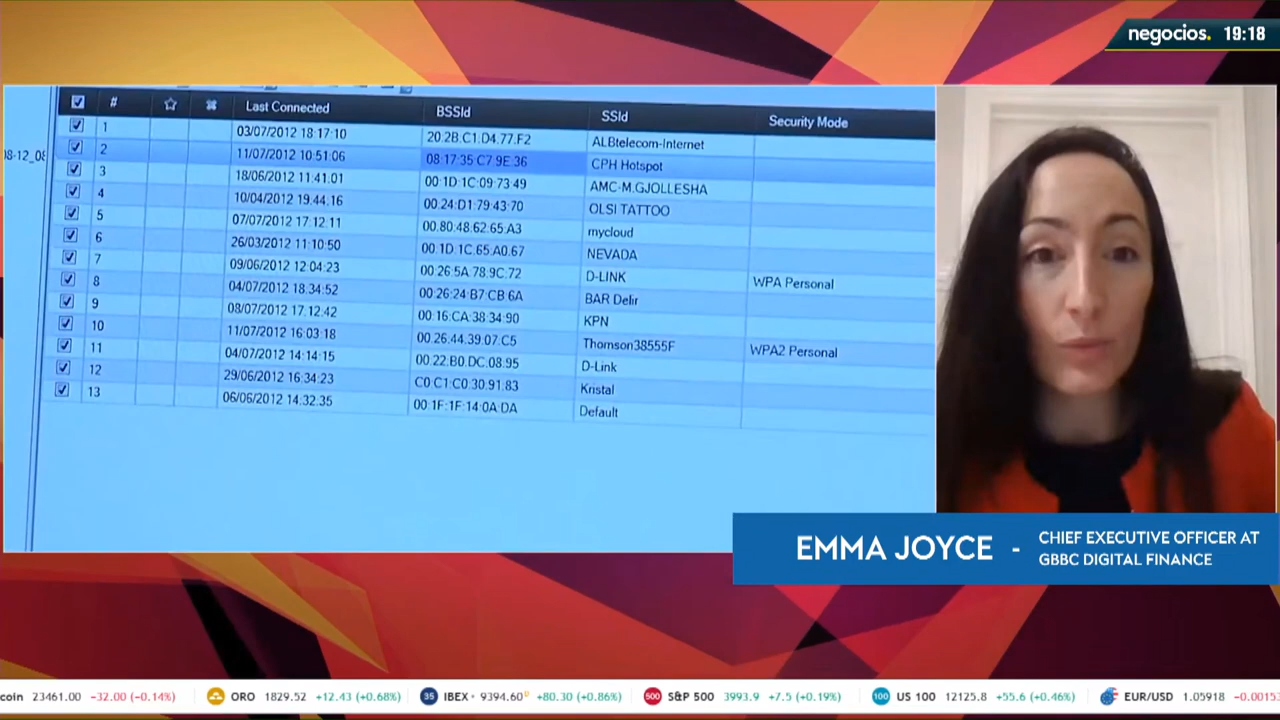 negocios. 19:18
# Last Connected BSSId SSId Security Mode
1 03/07/2012 18:17:10 20:2B:C1:D4:77:F2 ALBtelecom-Internet
2 11/07/2012 10:51:06 08:17:35:C7:9E:36 CPH Hotspot
3 18/06/2012 11:41:01 00:1D:1C:09:73:49 AMC-M.GJOLLESHA
4 10/04/2012 19:44:16 00:24:D1:79:43:70 OLSI TATTOO
5 07/07/2012 17:12:11 00:80:48:62:65:A3 mycloud
6 26/03/2012 11:10:50 00:1D:1C:65:A0:67 NEVADA
7 09/06/2012 12:04:23 00:26:5A:78:9C:72 D-LINK WPA Personal
8 04/07/2012 18:34:52 00:26:24:B7:CB:6A BAR Delir
9 08/07/2012 17:12:42 00:16:CA:38:34:90 KPN
10 11/07/2012 16:03:18 00:26:44:39:07:C5 Thomson38555F WPA2 Personal
11 04/07/2012 14:14:15 00:22:B0:DC:08:95 D-Link
12 29/06/2012 16:34:23 C0:C1:C0:30:91:83 Kristal
13 06/06/2012 14:32:35 00:1F:1F:14:0A:DA Default
EMMA JOYCE - CHIEF EXECUTIVE OFFICER AT
GBBC DIGITAL FINANCE
coin 23461.00 −32.00 (−0.14%) ORO 1829.52 +12.43 (+0.68%) 35 IBEX 9394.60 +80.30 (+0.86%) 500 S&P 500 3993.9 +7.5 (+0.19%) 100 US 100 12125.8 +55.6 (+0.46%) EUR/USD 1.05918 −0.0015